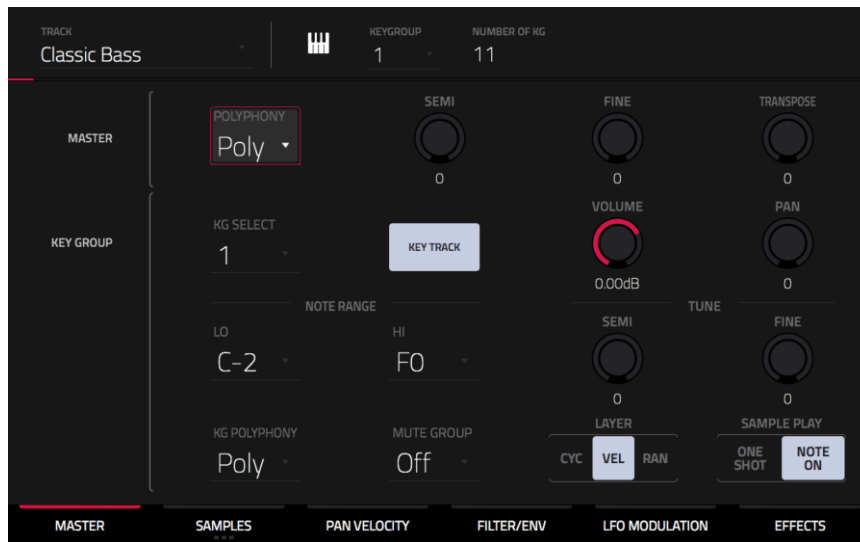 TRACK
Classic Bass
KEYGROUP
1
NUMBER OF KG
11
MASTER
POLYPHONY
Poly
SEMI
0
FINE
0
TRANSPOSE
0
KEY GROUP
KG SELECT
1
KEY TRACK
VOLUME
0.00dB
PAN
0
NOTE RANGE
LO
C-2
HI
F0
TUNE
SEMI
0
FINE
0
KG POLYPHONY
Poly
MUTE GROUP
Off
LAYER
CYC VEL RAN
SAMPLE PLAY
ONE
SHOT
NOTE
ON
MASTER SAMPLES PAN VELOCITY FILTER/ENV LFO MODULATION EFFECTS